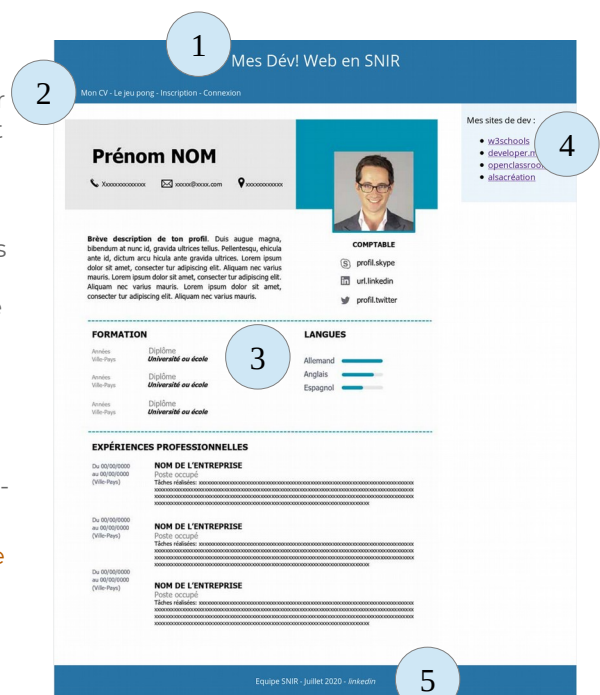 1
Mes Dév! Web en SNIR
2
Mon CV - Le jeu pong - Inscription - Connexion
Mes sites de dev :
w3schools
4
developer.m
openclassroo
alsacréation
Prénom NOM
Xxxxxxxxxxxxx
xxxxx@xxxx.com
xxxxxxxxxxx
Brève description de ton profil. Duis augue magna,
bibendum at nunc id, gravida ultrices tellus. Pellentesqu, ehicula
ante id, dictum arcu hicula ante gravida ultrices. Lorem ipsum
dolor sit amet, consecter tur adipiscing elit. Aliquam nec varius
mauris. Lorem ipsum dolor sit amet, consecter tur adipiscing elit.
Aliquam nec varius mauris. Lorem ipsum dolor sit amet,
consecter tur adipiscing elit. Aliquam nec varius mauris.
COMPTABLE
profil.skype
url.linkedin
profil.twitter
FORMATION
Années Diplôme
Ville-Pays Université ou école
Années Diplôme
Ville-Pays Université ou école
Années Diplôme
Ville-Pays Université ou école
3
LANGUES
Allemand
Anglais
Espagnol
EXPÉRIENCES PROFESSIONNELLES
Du 00/00/0000
au 00/00/0000
(Ville-Pays)
NOM DE L'ENTREPRISE
Poste occupé
Tâches réalisées:
Du 00/00/0000
au 00/00/0000
(Ville-Pays)
NOM DE L'ENTREPRISE
Poste occupé
Tâches réalisées:
Du 00/00/0000
au 00/00/0000
(Ville-Pays)
NOM DE L'ENTREPRISE
Poste occupé
Tâches réalisées:
Equipe SNIR - Juillet 2020 - linkedin
5